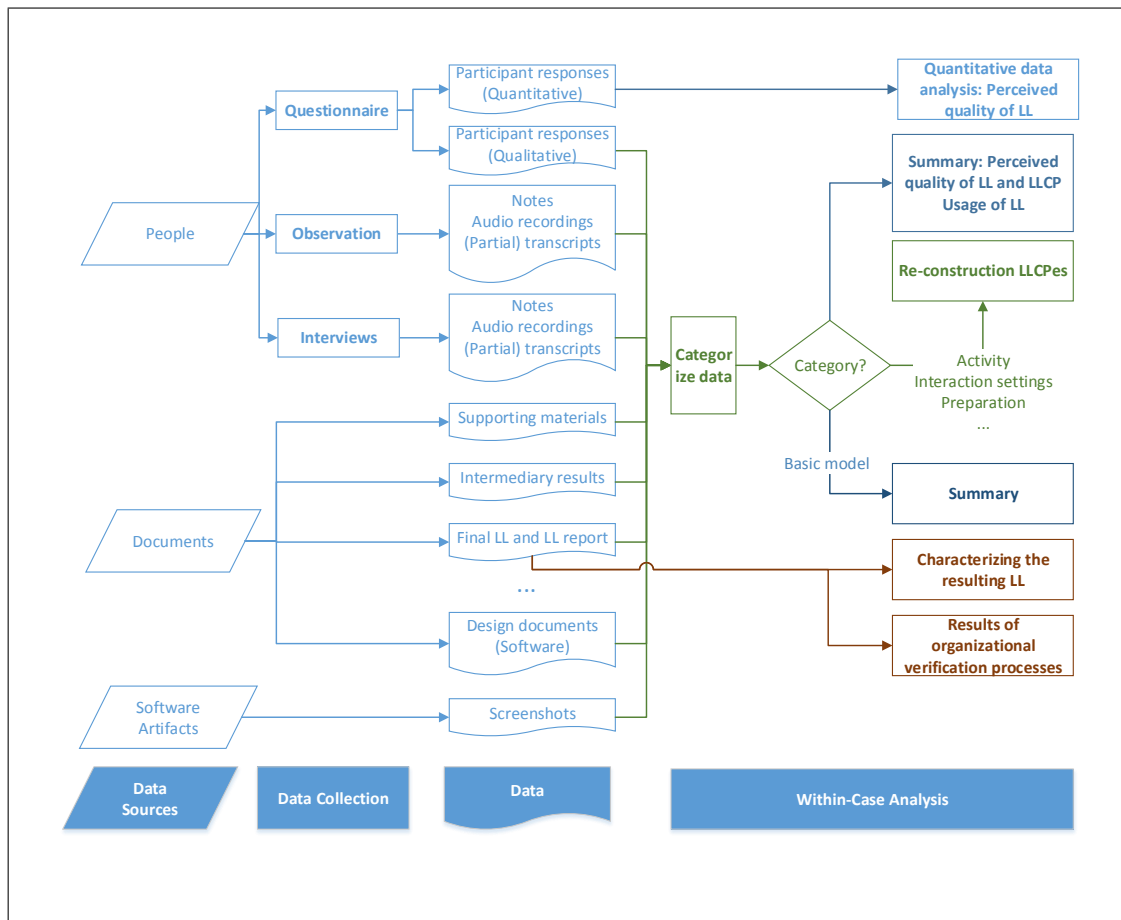 Participant responses
(Quantitative)
Quantitative data
analysis: Perceived
quality of LL
Questionnaire
Participant responses
(Qualitative)
Summary: Perceived
quality of LL and LLCP
Usage of LL
People
Observation
Notes
Audio recordings
(Partial) transcripts
Re-construction LLCPes
Interviews
Notes
Audio recordings
(Partial) transcripts
Categor
ize data
Category?
Activity
Interaction settings
Preparation
...
Supporting materials
Basic model
Intermediary results
Summary
Documents
Final LL and LL report
Characterizing the
resulting LL
...
Design documents
(Software)
Results of
organizational
verification processes
Software
Artifacts
Screenshots
Data
Sources
Data Collection
Data
Within-Case Analysis